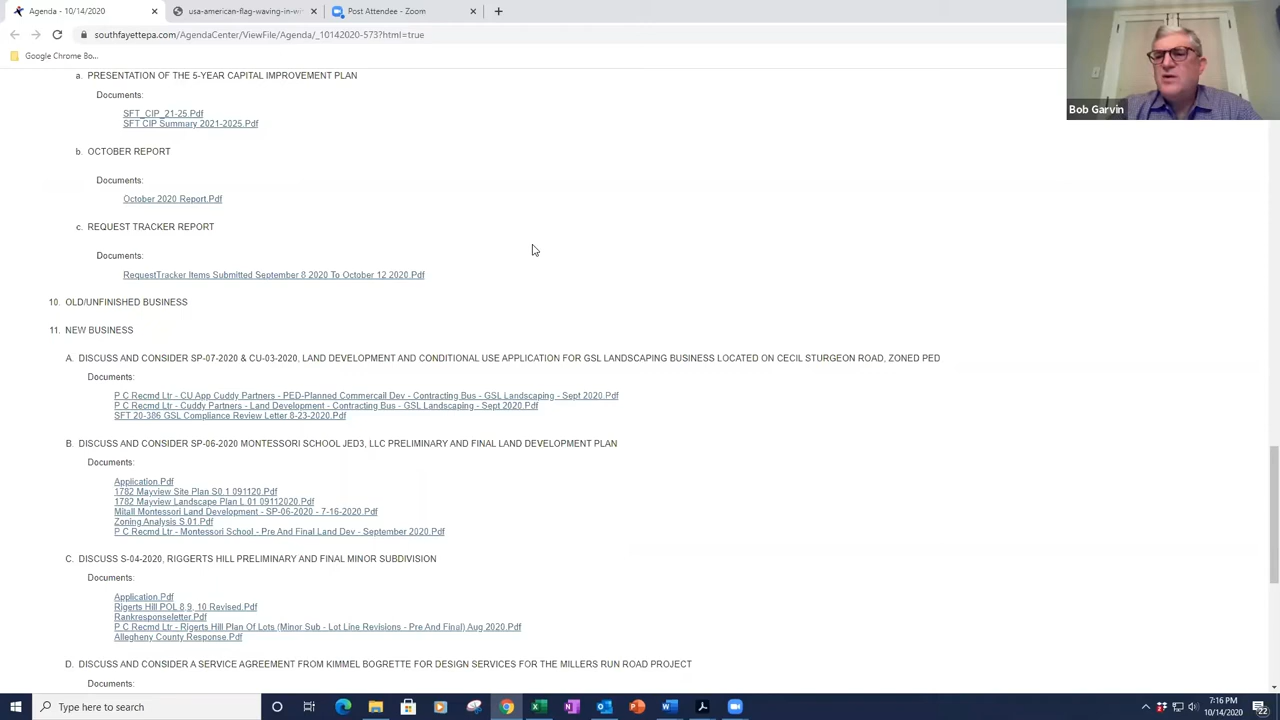 Agenda - 10/14/2020
usa-american-flag-waving-in-w
Post Attendee - Zoom
southfayettepa.com/AgendaCenter/ViewFile/Agenda/_10142020-573?html=true
Google Chrome Bo...
Bob Garvin
a. PRESENTATION OF THE 5-YEAR CAPITAL IMPROVEMENT PLAN
Documents:
SFT_CIP_21-25.Pdf
SFT CIP Summary 2021-2025.Pdf
b. OCTOBER REPORT
Documents:
October 2020 Report.Pdf
c. REQUEST TRACKER REPORT
Documents:
RequestTracker Items Submitted September 8 2020 To October 12 2020.Pdf
10. OLD/UNFINISHED BUSINESS
11. NEW BUSINESS
A. DISCUSS AND CONSIDER SP-07-2020 & CU-03-2020, LAND DEVELOPMENT AND CONDITIONAL USE APPLICATION FOR GSL LANDSCAPING BUSINESS LOCATED ON CECIL STURGEON ROAD, ZONED PED
Documents:
P C Recmd Ltr - CU App Cuddy Partners - PED-Planned Commercall Dev - Contracting Bus - GSL Landscaping - Sept 2020.Pdf
P C Recmd Ltr - Cuddy Partners - Land Development - Contracting Bus - GSL Landscaping - Sept 2020.Pdf
SFT 20-386 GSL Compliance Review Letter 8-23-2020.Pdf
B. DISCUSS AND CONSIDER SP-06-2020 MONTESSORI SCHOOL JED3, LLC PRELIMINARY AND FINAL LAND DEVELOPMENT PLAN
Documents:
Application.Pdf
1782 Mayview Site Plan S0.1 091120.Pdf
1782 Mayview Landscape Plan L.01 09112020.Pdf
Mitall Montessori Land Development - SP-06-2020 - 7-16-2020.Pdf
Zoning Analysis S.01.Pdf
P C Recmd Ltr - Montessori School - Pre And Final Land Dev - September 2020.Pdf
C. DISCUSS S-04-2020, RIGGERTS HILL PRELIMINARY AND FINAL MINOR SUBDIVISION
Documents:
Application.Pdf
Rigerts Hill POL 8,9, 10 Revised.Pdf
Rankresponseletter.Pdf
P C Recmd Ltr - Rigerts Hill Plan Of Lots (Minor Sub - Lot Line Revisions - Pre And Final) Aug 2020.Pdf
Allegheny County Response.Pdf
D. DISCUSS AND CONSIDER A SERVICE AGREEMENT FROM KIMMEL BOGRETTE FOR DESIGN SERVICES FOR THE MILLERS RUN ROAD PROJECT
Documents:
Type here to search
7:16 PM
10/14/2020
22